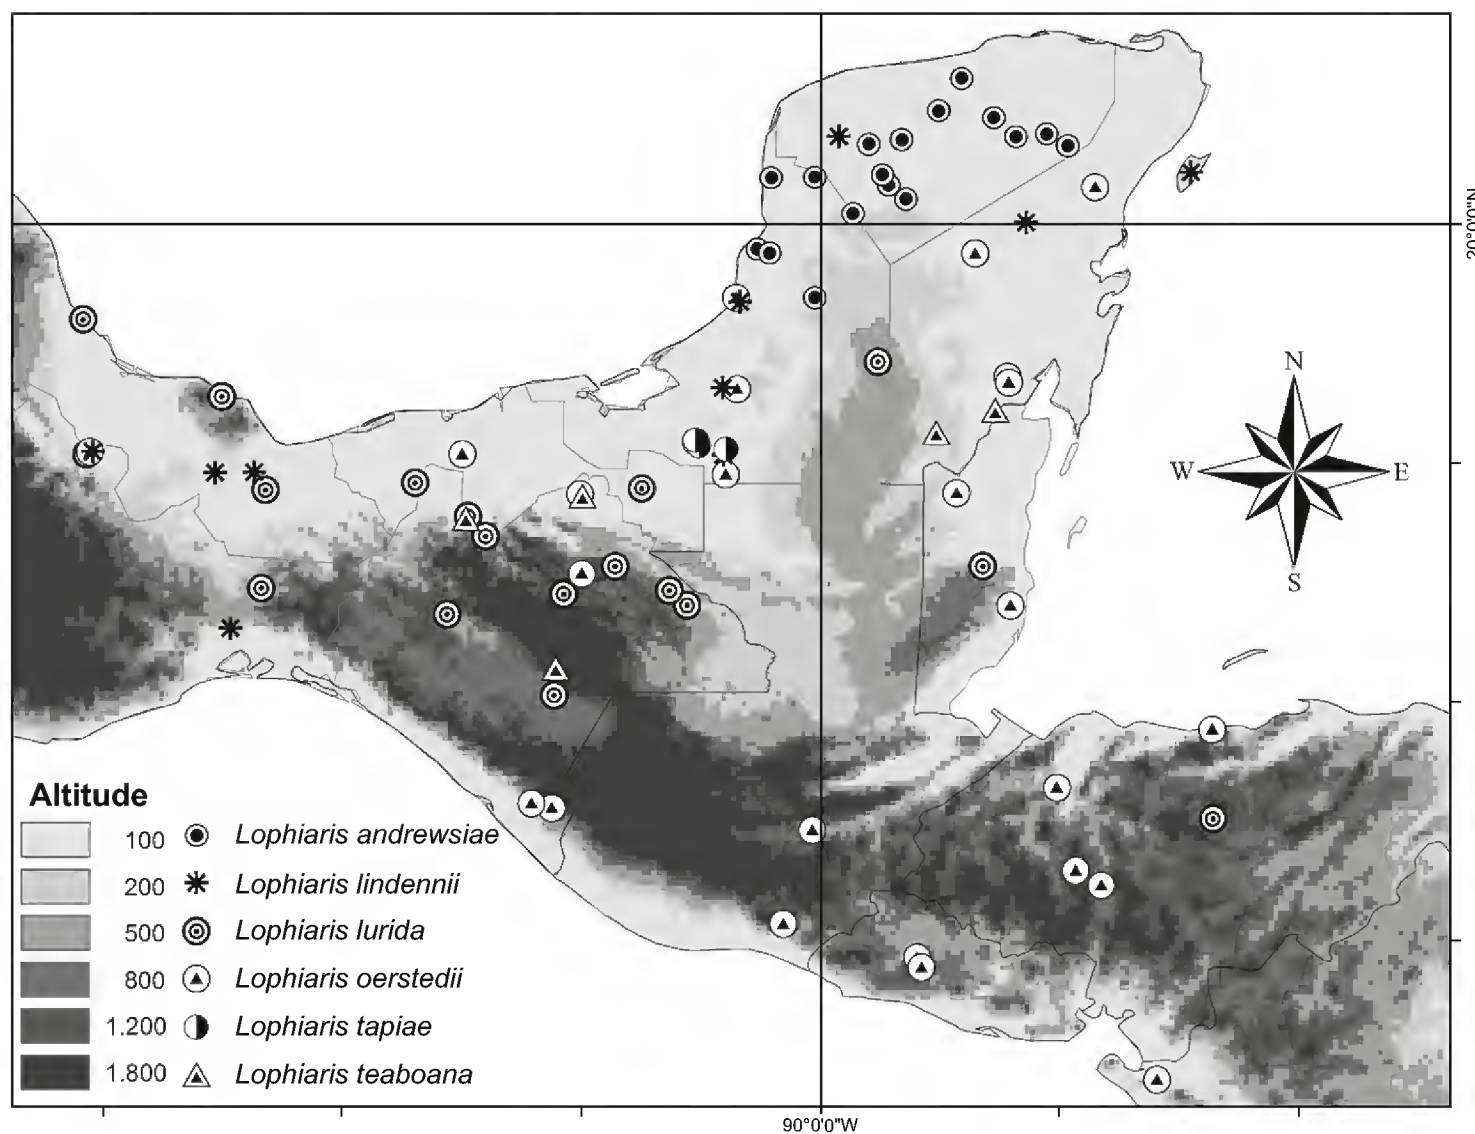 20°0'0"N
N
W
E
S
Altitude
100
Lophiaris andrewsiae
200
Lophiaris lindennii
500
Lophiaris lurida
800
Lophiaris oerstedii
1.200
Lophiaris tapiae
1.800
Lophiaris teaboana
90°0'0"W